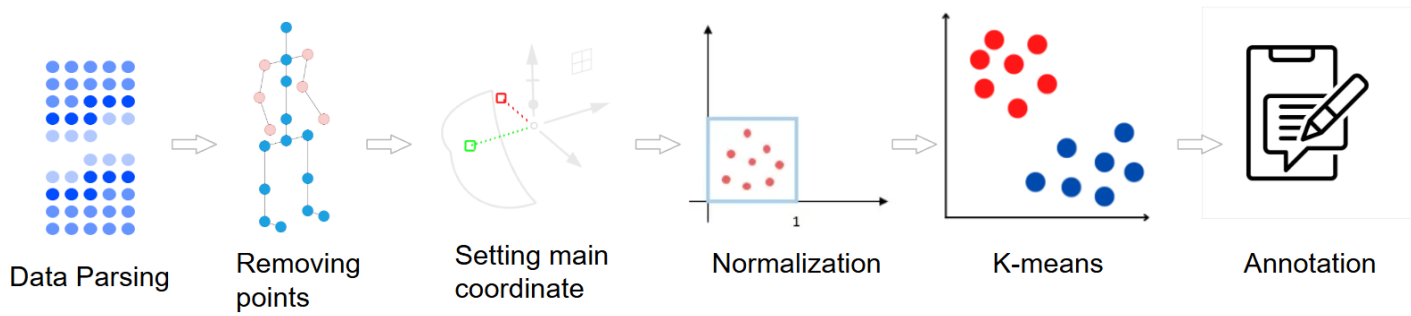 1
Data Parsing
Removing
points
Setting main
coordinate
Normalization
K-means
Annotation